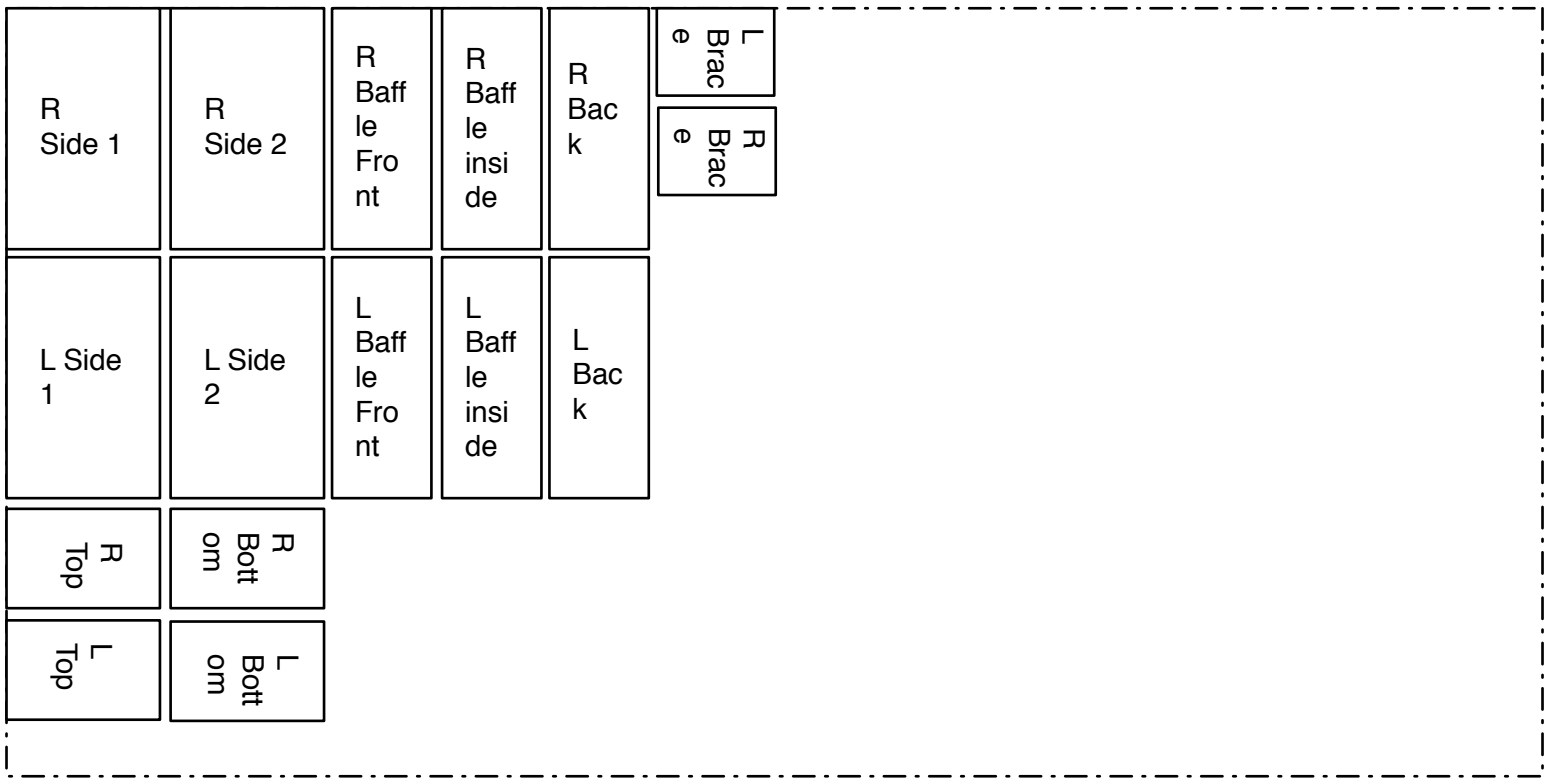 R
Side 1
R
Side 2
R
Baff
le
Fro
nt
R
Baff
le
insi
de
R
Bac
k
L
Brac
e
R
Brac
e
L Side
1
L Side
2
L
Baff
le
Fro
nt
L
Baff
le
insi
de
L
Bac
k
R
Top
R
Bott
om
L
Top
L
Bott
om